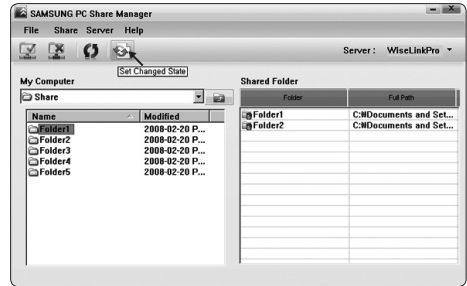 SAMSUNG PC Share Manager
File Share Server Help
Server : WiseLinkPro
Set Changed State
My Computer
Share
Name Modified
Folder1 2008-02-20 P...
Folder2 2008-02-20 P...
Folder3 2008-02-20 P...
Folder4 2008-02-20 P...
Folder5 2008-02-20 P...
Shared Folder
Folder Full Path
Folder1 C:₩Documents and Set...
Folder2 C:₩Documents and Set...